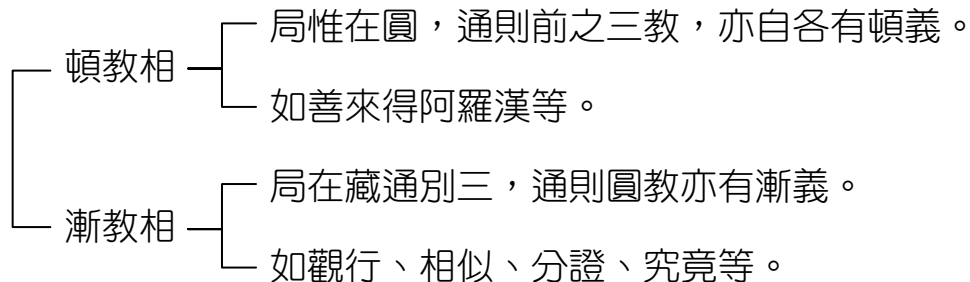 頓教相
局惟在圓，通則前之三教，亦自各有頓義。
如善來得阿羅漢等。
漸教相
局在藏通別三，通則圓教亦有漸義。
如觀行、相似、分證、究竟等。